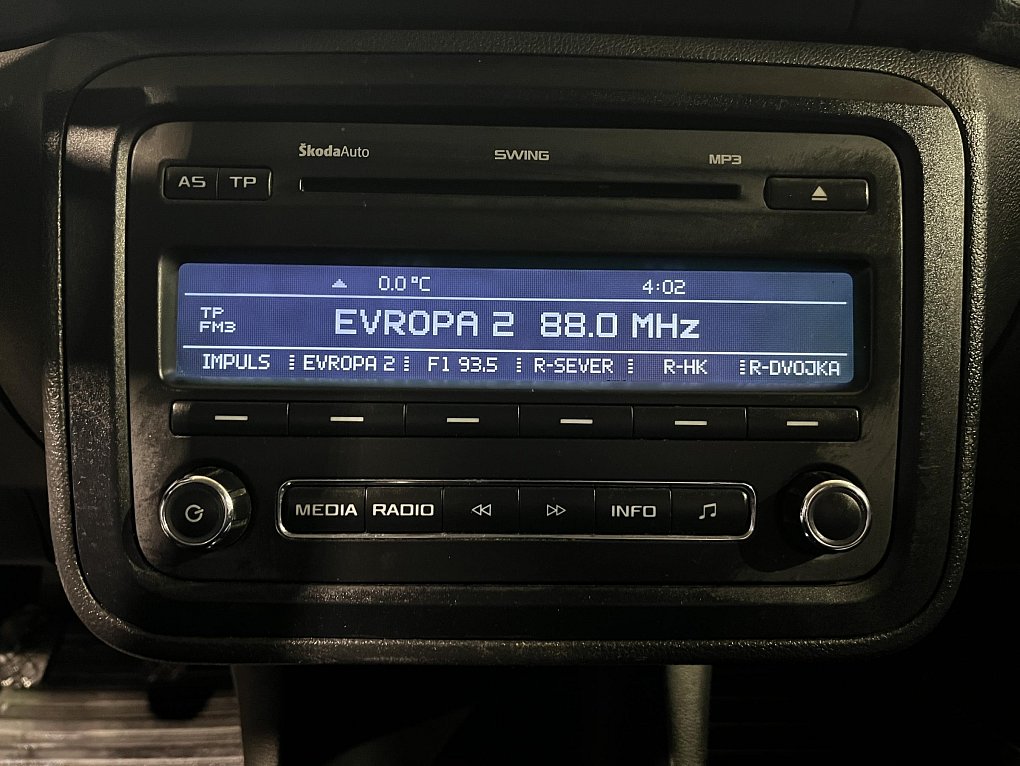 ŠkodaAuto SWING MP3
AS TP
0.0°C 4:02
TP
FM3
EVROPA 2 88.0 MHz
IMPULS EVROPA 2 F1 93.5 R-SEVER R-HK R-DVOJKA
MEDIA RADIO INFO